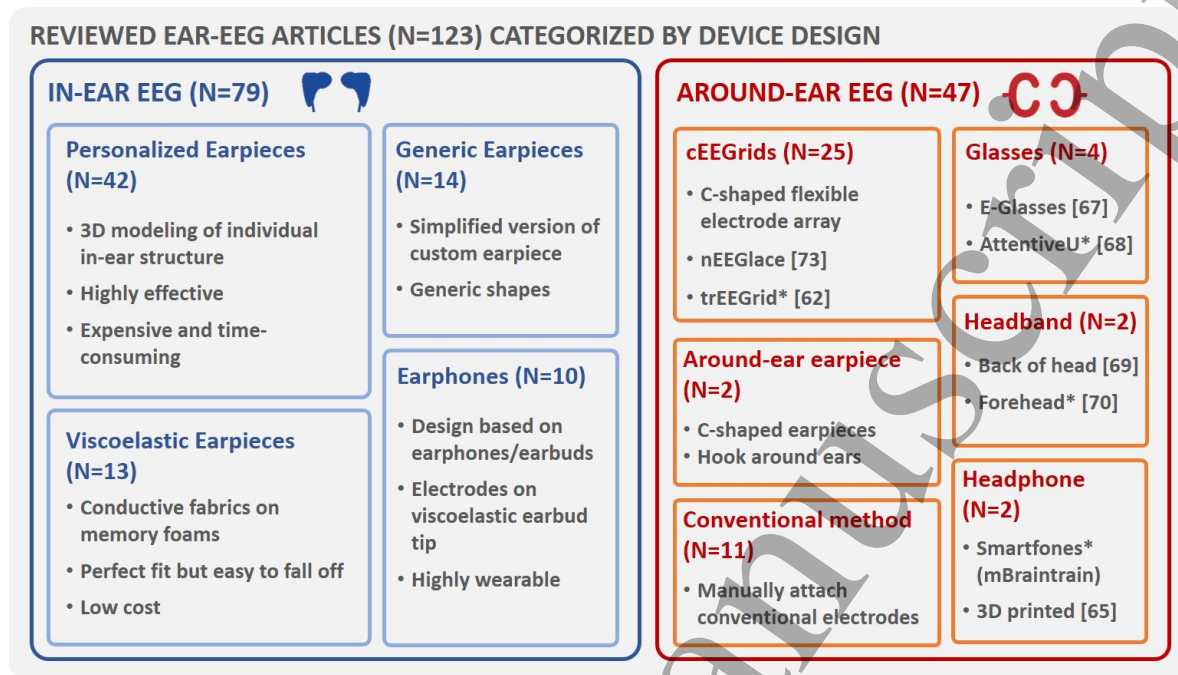 REVIEWED EAR-EEG ARTICLES (N=123) CATEGORIZED BY DEVICE DESIGN
IN-EAR EEG (N=79)
Personalized Earpieces
(N=42)
• 3D modeling of individual
in-ear structure
• Highly effective
• Expensive and time-
consuming
Viscoelastic Earpieces
(N=13)
• Conductive fabrics on
memory foams
• Perfect fit but easy to fall off
• Low cost
Generic Earpieces
(N=14)
• Simplified version of
custom earpiece
• Generic shapes
Earphones (N=10)
• Design based on
earphones/earbuds
• Electrodes on
viscoelastic earbud
tip
• Highly wearable
AROUND-EAR EEG (N=47)
cEEGrids (N=25)
• C-shaped flexible
electrode array
• nEEGlace [73]
• trEEGrid* [62]
Around-ear earpiece
(N=2)
• C-shaped earpieces
• Hook around ears
Conventional method
(N=11)
• Manually attach
conventional electrodes
Glasses (N=4)
• E-Glasses [67]
• AttentiveU* [68]
Headband (N=2)
• Back of head [69]
• Forehead* [70]
Headphone
(N=2)
• Smartfones*
(mBraintrain)
• 3D printed [65]
anuscrip